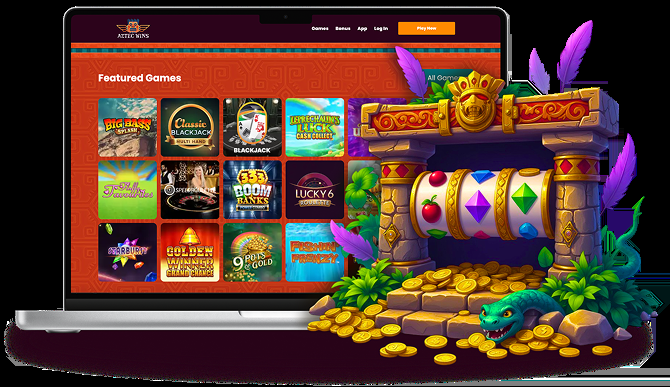 AZTEC WINS
Games Bonus App Log In Play Now
Featured Games
All Games
BIG BASS
SPLASH
Classic
BLACKJACK
MULTI HAND
BLACKJACK
LEPRECHAUN'S
LUCK
CASH COLLECT
333
BOOM
BANKS
LUCKY 6
ROULETTE
STARBURST
GOLDEN
WINNER
GRAND CHANCE
9 POTS
OF GOLD
FISHIN'
FRENZY